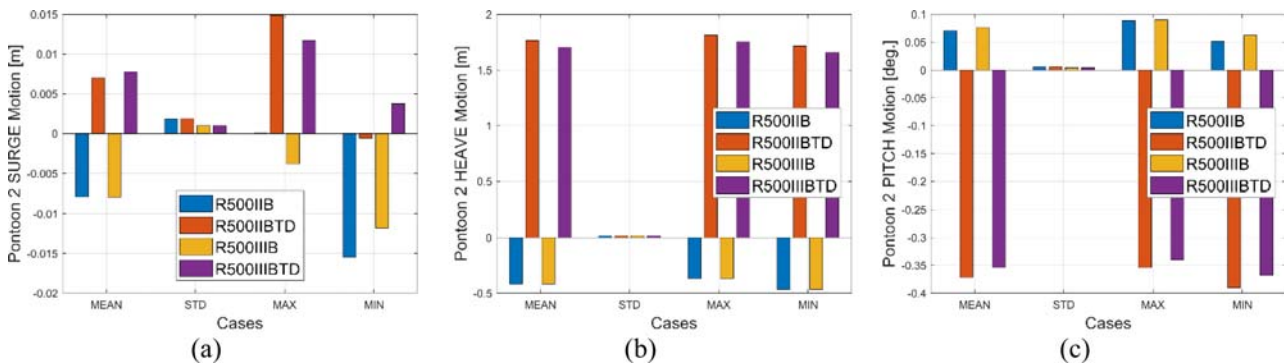 Pontoon 2 SURGE Motion [m]
0.015
0.01
0.005
0
-0.005
-0.01
-0.015
-0.02
R500IIB
R500IIBTD
R500IIIB
R500IIIBTD
MEAN STD MAX MIN
Cases
(a)
Pontoon 2 HEAVE Motion [m]
2
1.5
1
0.5
0
-0.5
R500IIB
R500IIBTD
R500IIIB
R500IIIBTD
MEAN STD MAX MIN
Cases
(b)
Pontoon 2 PITCH Motion [deg.]
0.1
0.05
0
-0.05
-0.1
-0.15
-0.2
-0.25
-0.3
-0.35
-0.4
R500IIB
R500IIBTD
R500IIIB
R500IIIBTD
MEAN STD MAX MIN
Cases
(c)